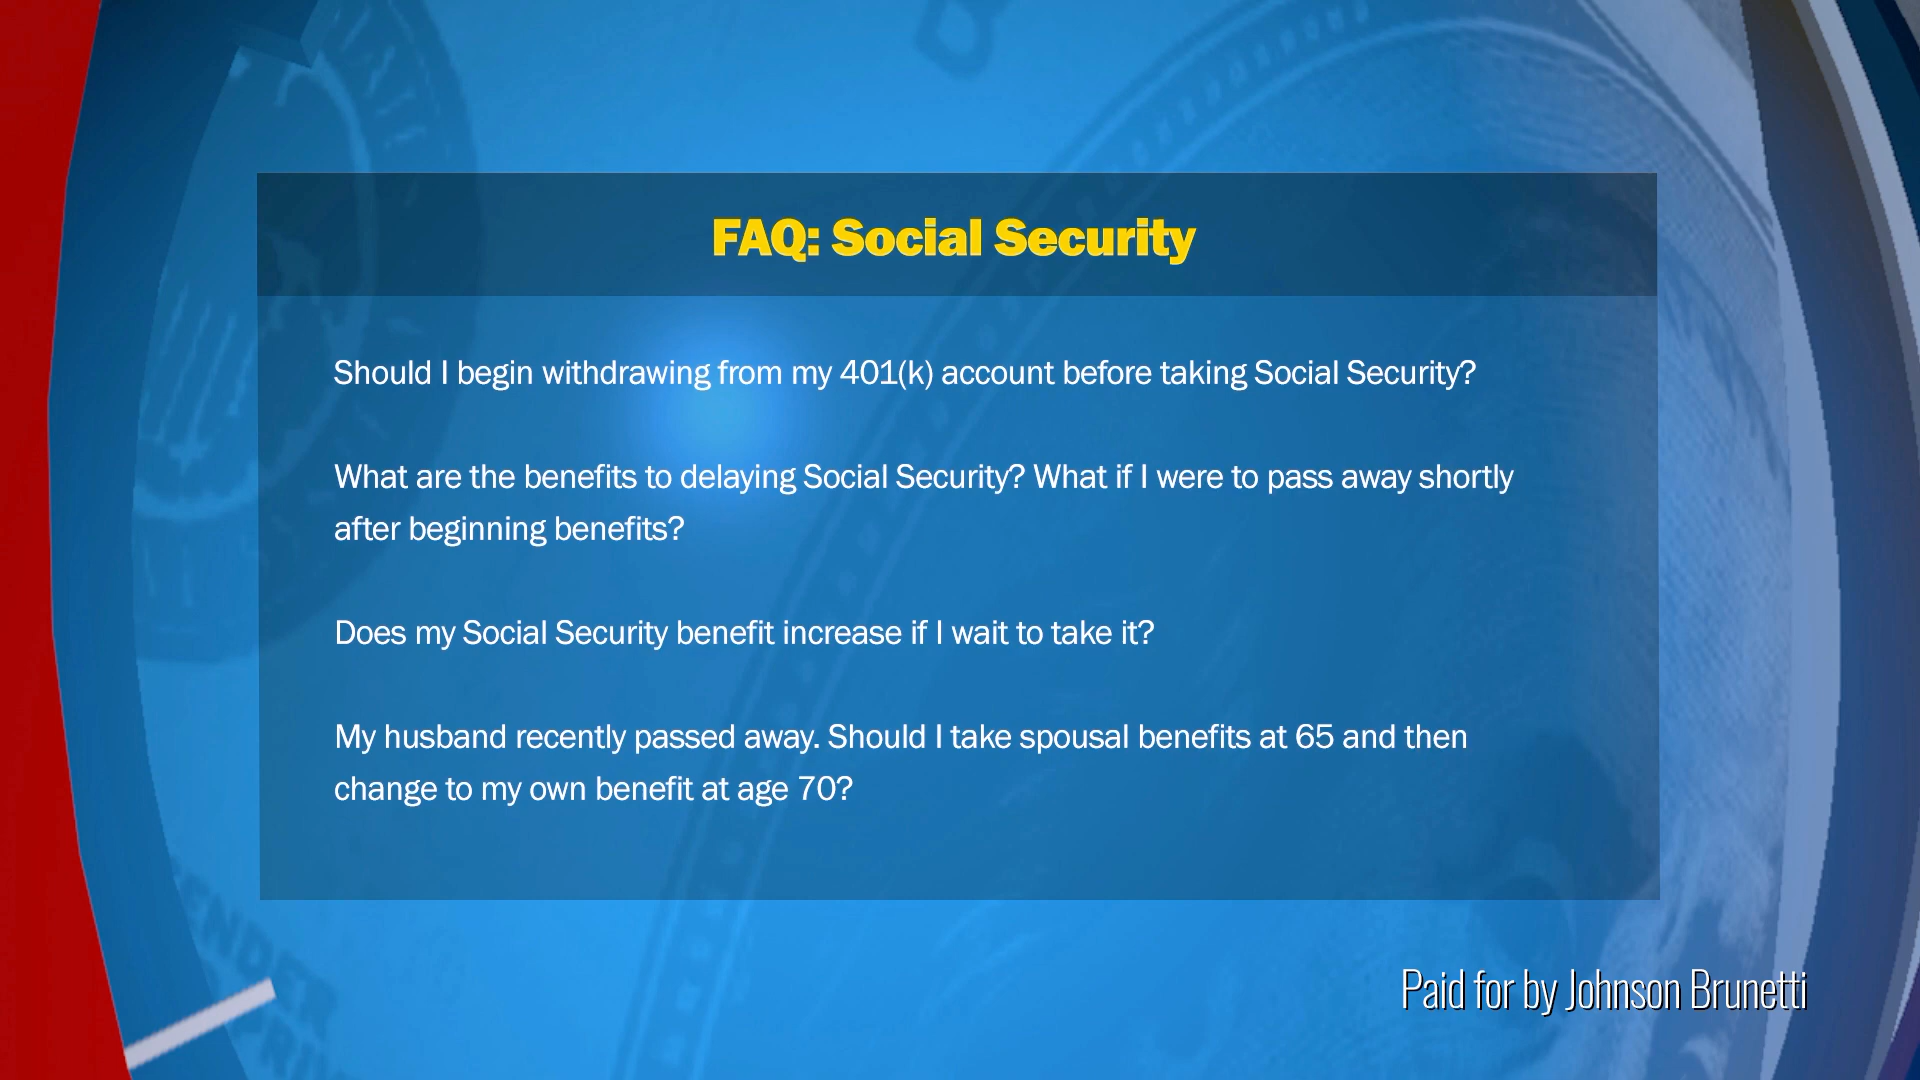 FAQ: Social Security
Should I begin withdrawing from my 401(k) account before taking Social Security?
What are the benefits to delaying Social Security? What if I were to pass away shortly
after beginning benefits?
Does my Social Security benefit increase if I wait to take it?
My husband recently passed away. Should I take spousal benefits at 65 and then
change to my own benefit at age 70?
Paid for by Johnson Brunetti